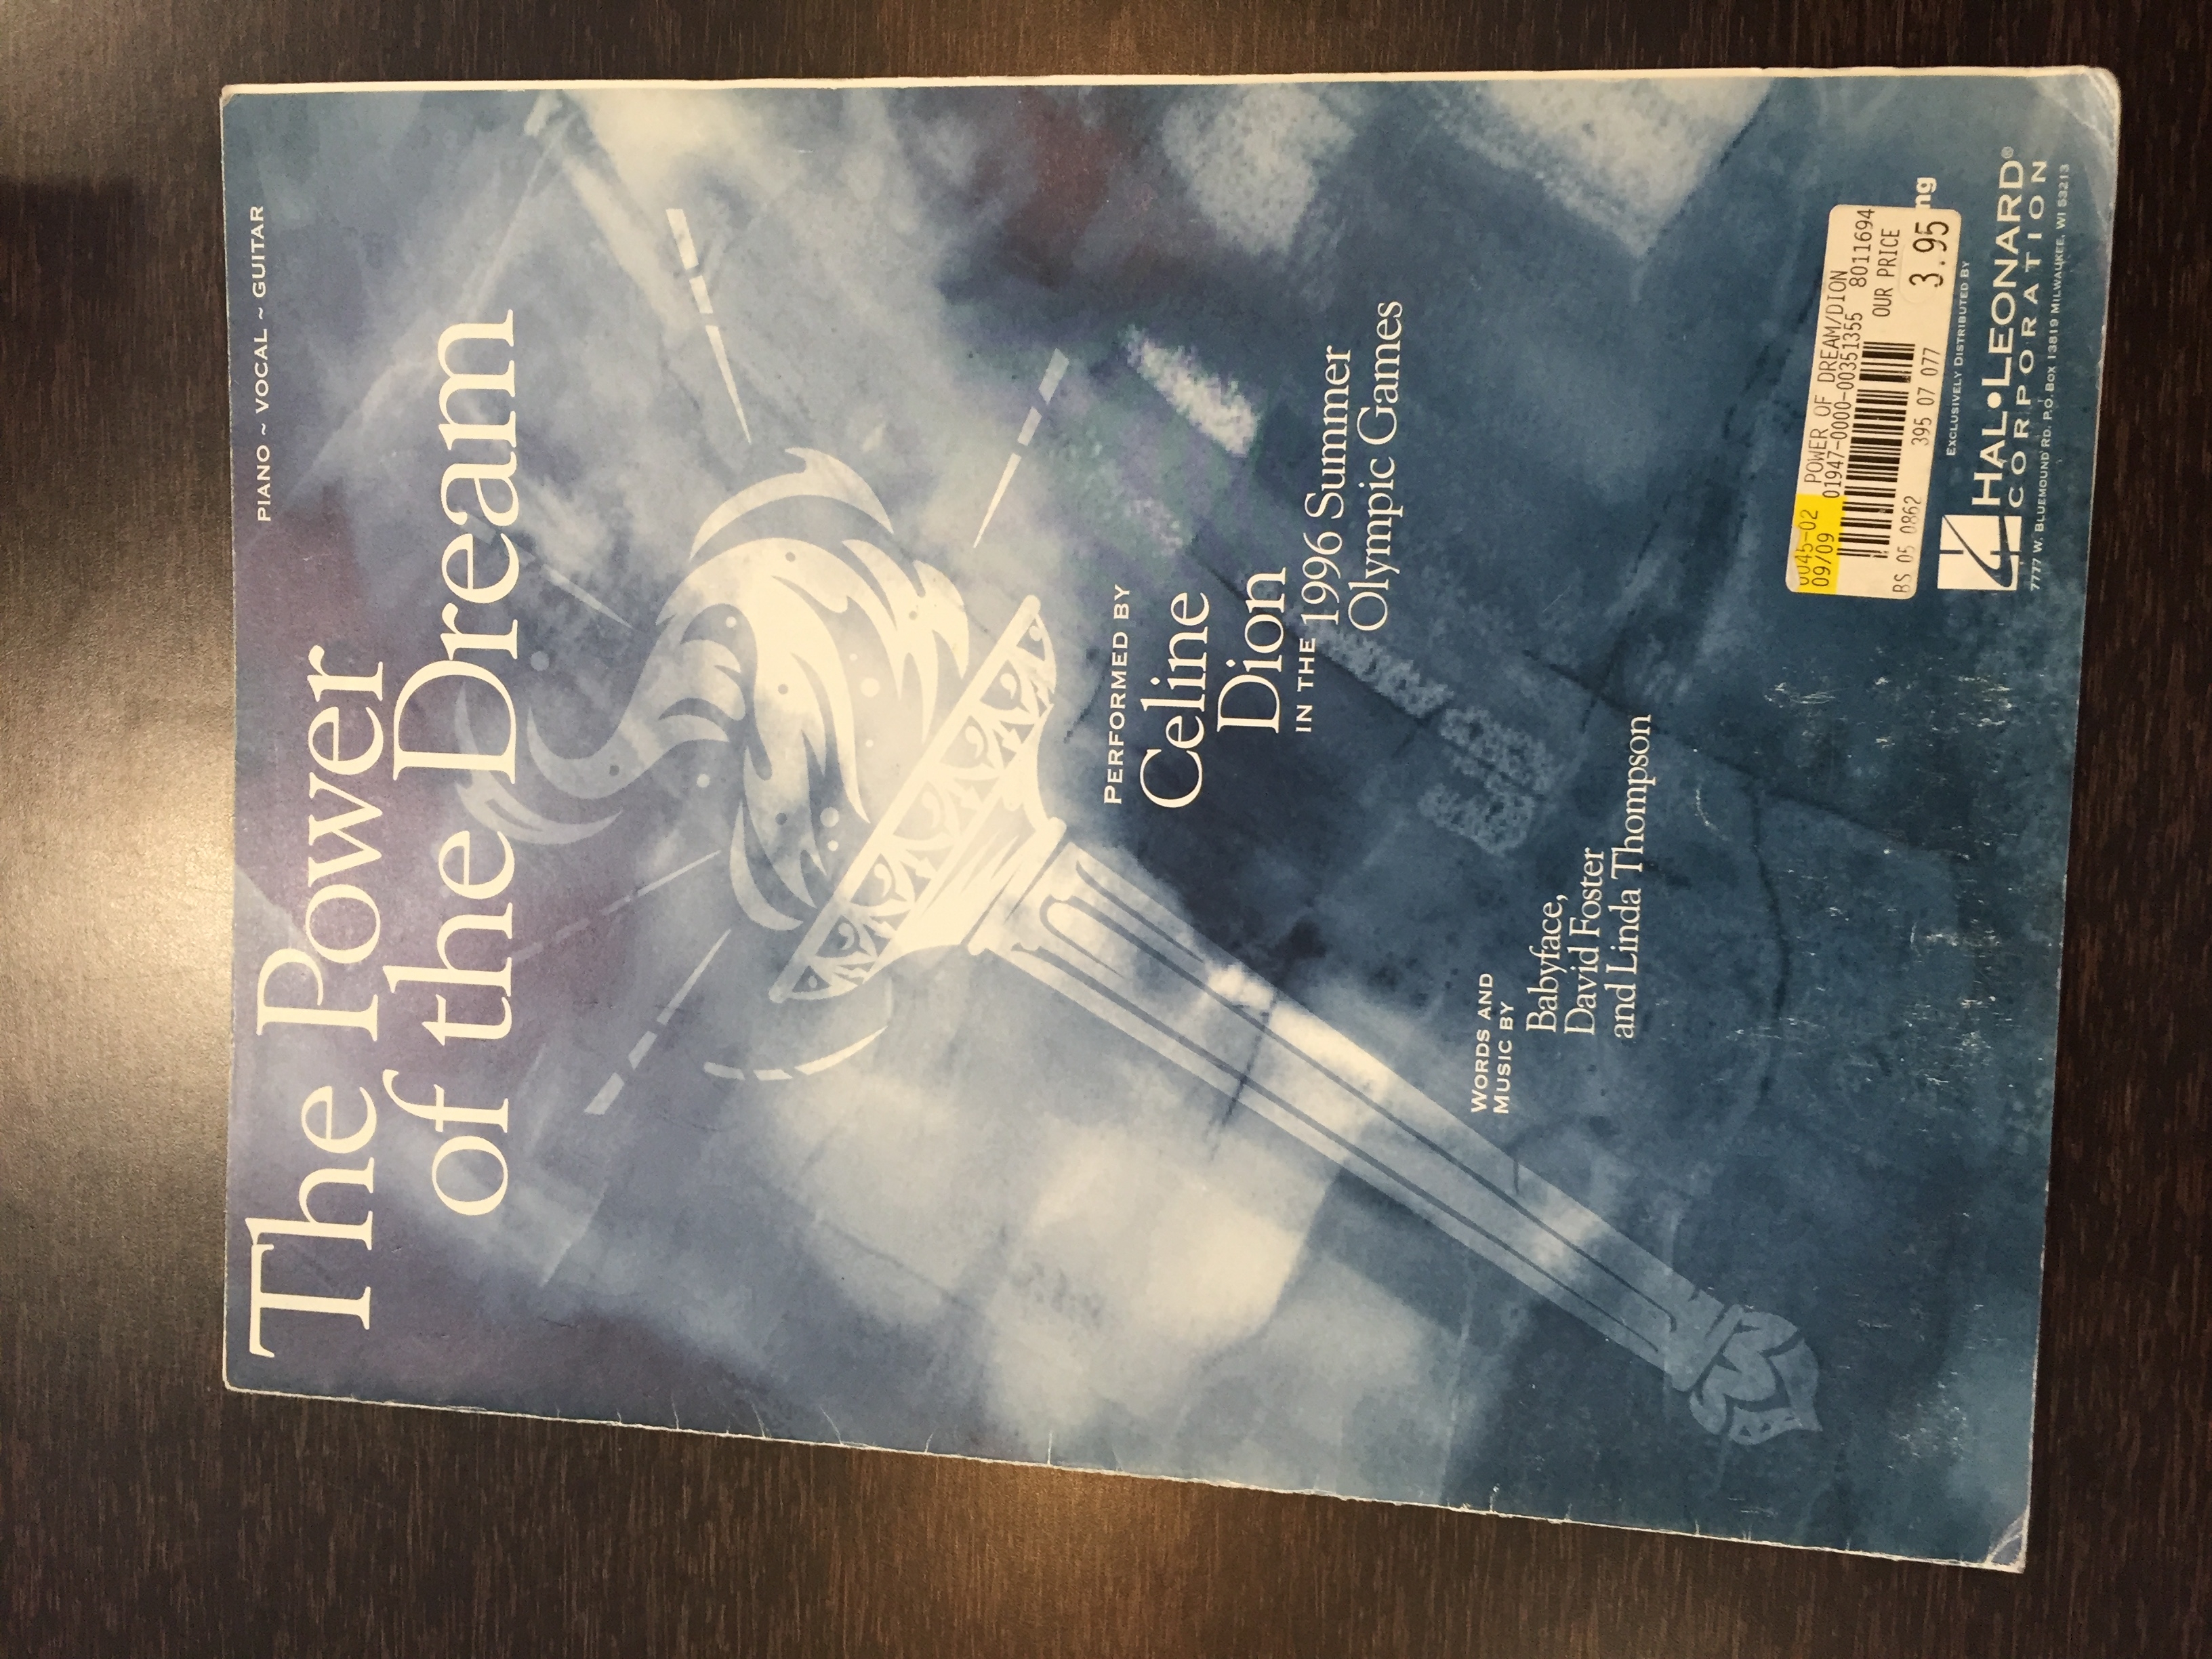 PIANO ~ VOCAL ~ GUITAR
The Power
of the Dream
PERFORMED BY
Celine
Dion
IN THE 1996 Summer
Olympic Games
WORDS AND
MUSIC BY
Babyface,
David Foster
and Linda Thompson
0045-02 POWER OF DREAM/DION
09/09 01947-0000-00351355 8011694
OUR PRICE
RS 05 0862 395 07 077 3.95
ng
EXCLUSIVELY DISTRIBUTED BY
HAL•LEONARD®
CORPORATION
7777 W. BLUEMOUND RD. P.O. BOX 13819 MILWAUKEE, WI 53213